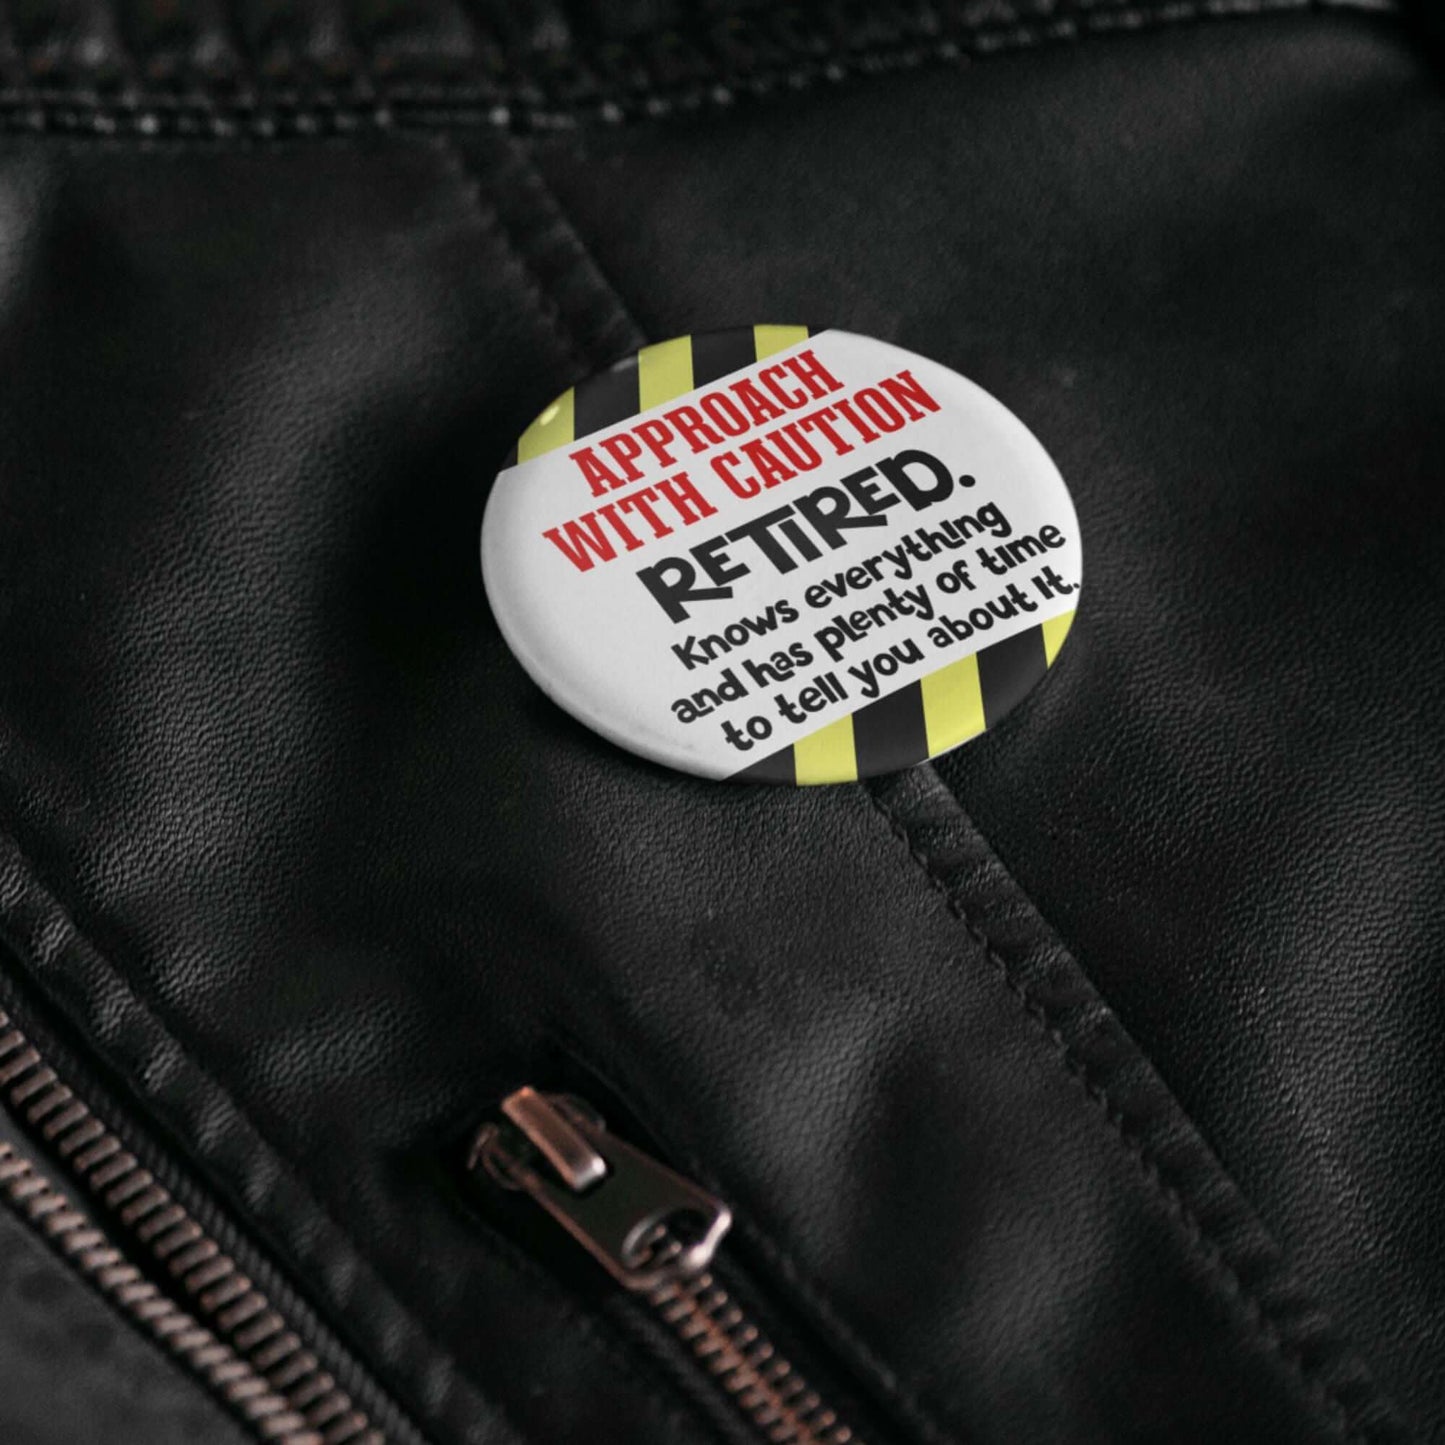 APPROACH
WITH CAUTION
RETIRED.
Knows everything
and has plenty of time
to tell you about it.